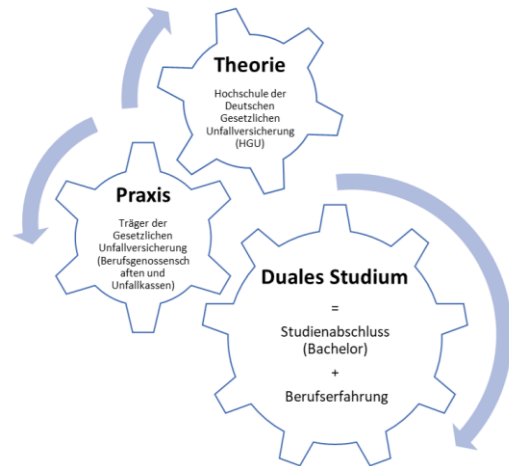 Theorie
Hochschule der
Deutschen
Gesetzlichen
Unfallversicherung
(HGU)
Praxis
Träger der
Gesetzlichen
Unfallversicherung
(Berufsgenossensch
aften und
Unfallkassen)
Duales Studium
=
Studienabschluss
(Bachelor)
+
Berufserfahrung